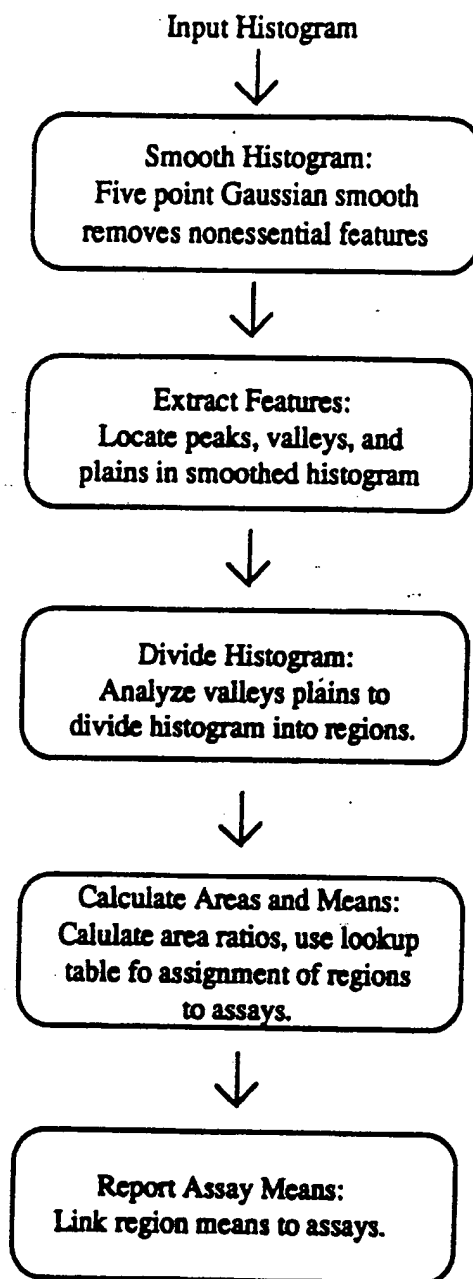 Input Histogram
Smooth Histogram:
Five point Gaussian smooth
removes nonessential features
Extract Features:
Locate peaks, valleys, and
plains in smoothed histogram
Divide Histogram:
Analyze valleys plains to
divide histogram into regions.
Calculate Areas and Means:
Calulate area ratios, use lookup
table fo assignment of regions
to assays.
Report Assay Means:
Link region means to assays.